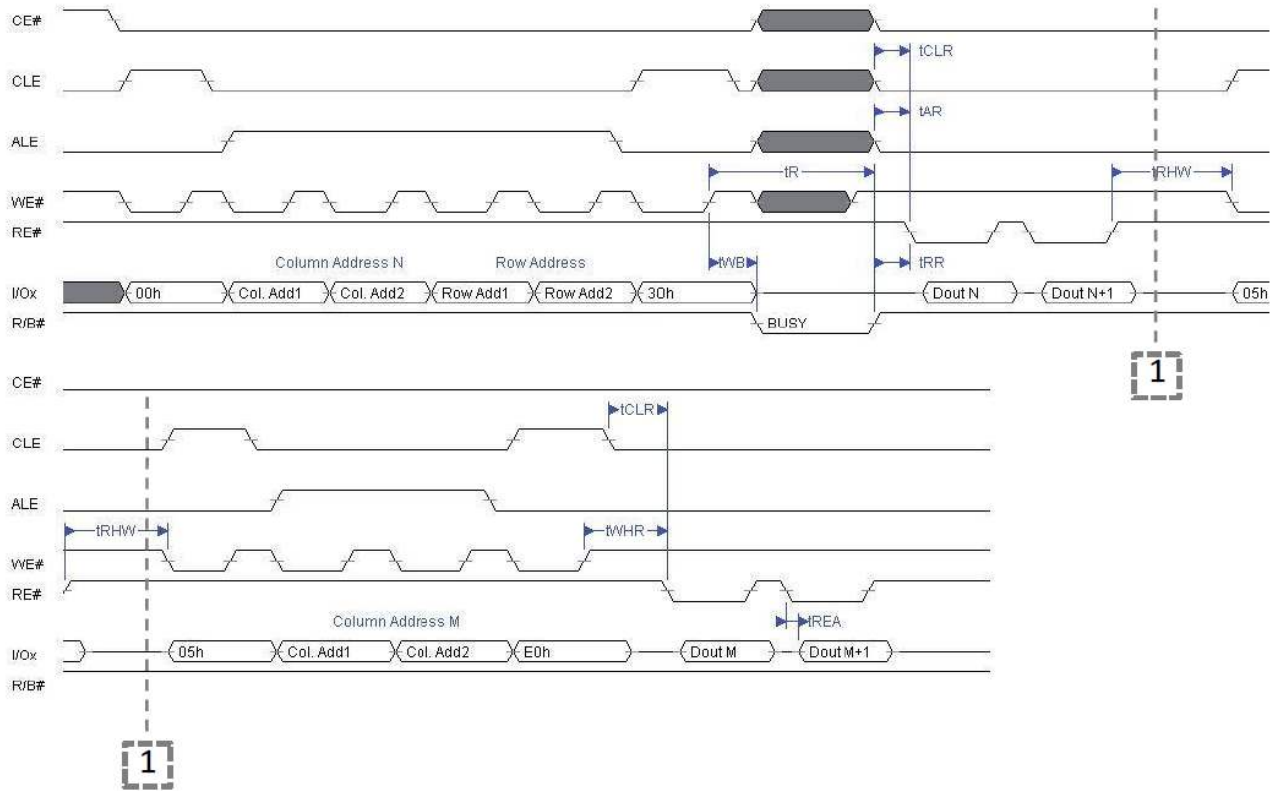 CE#
tCLR
CLE
tAR
ALE
tR
tRHW
WE#
RE#
Column Address N Row Address tWB tRR
I/Ox 00h Col. Add1 Col. Add2 Row Add1 Row Add2 30h Dout N Dout N+1 05h
R/B# BUSY
1
CE#
tCLR
CLE
ALE
tRHW tWHR
WE#
RE#
Column Address M tREA
I/Ox 05h Col. Add1 Col. Add2 E0h Dout M Dout M+1
R/B#
1